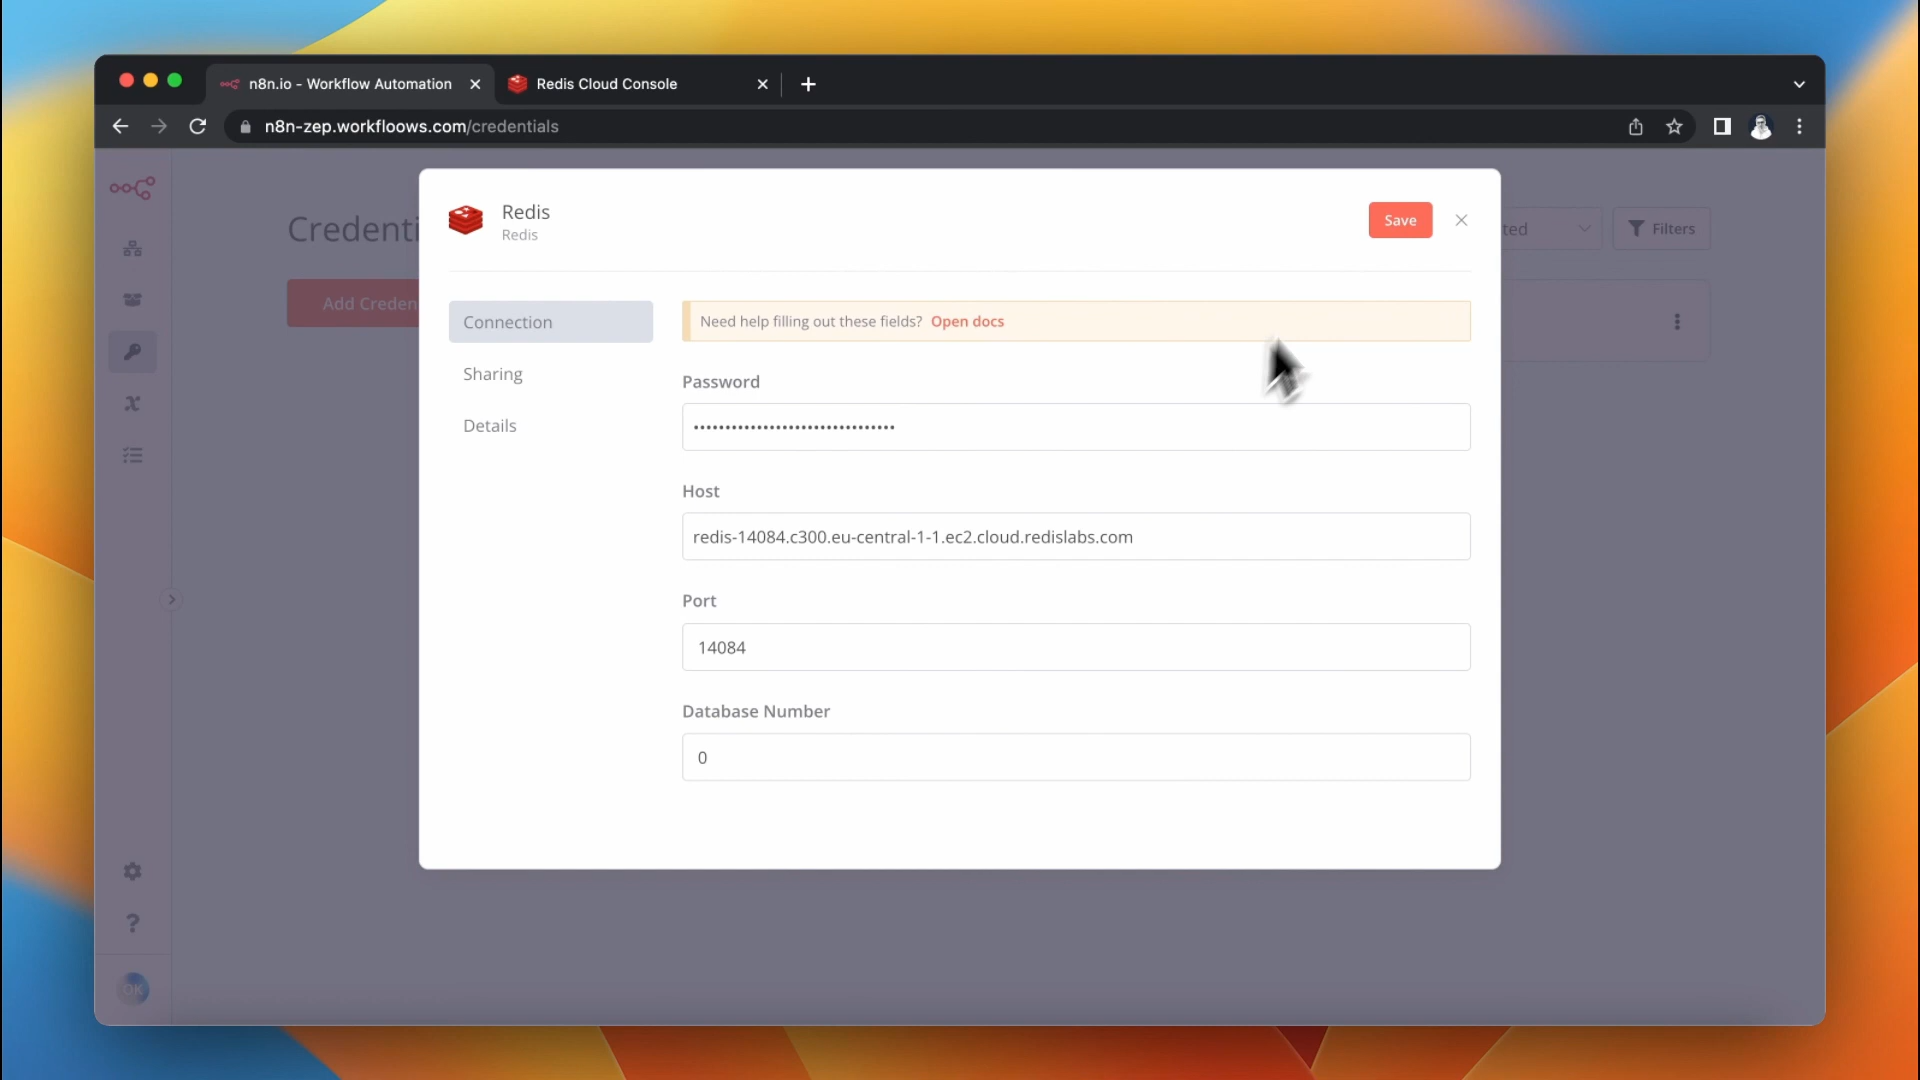 n8n.io - Workflow Automation
Redis Cloud Console
n8n-zep.workfloows.com/credentials
Credenti
Redis
Redis
Save
ted
Filters
Add Creden
Connection
Need help filling out these fields? Open docs
Sharing
Password
••••••••••••••••••••••••••••••••
Details
Host
redis-14084.c300.eu-central-1-1.ec2.cloud.redislabs.com
Port
14084
Database Number
0
OK